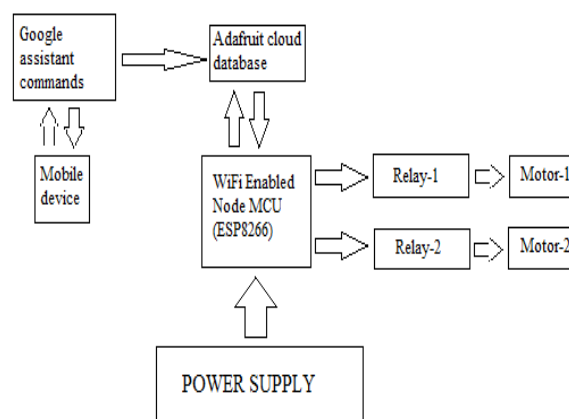 Google
assistant
commands
Adafruit cloud
database
Mobile
device
WiFi Enabled
Node MCU
(ESP8266)
Relay-1
Motor-1
Relay-2
Motor-2
POWER SUPPLY